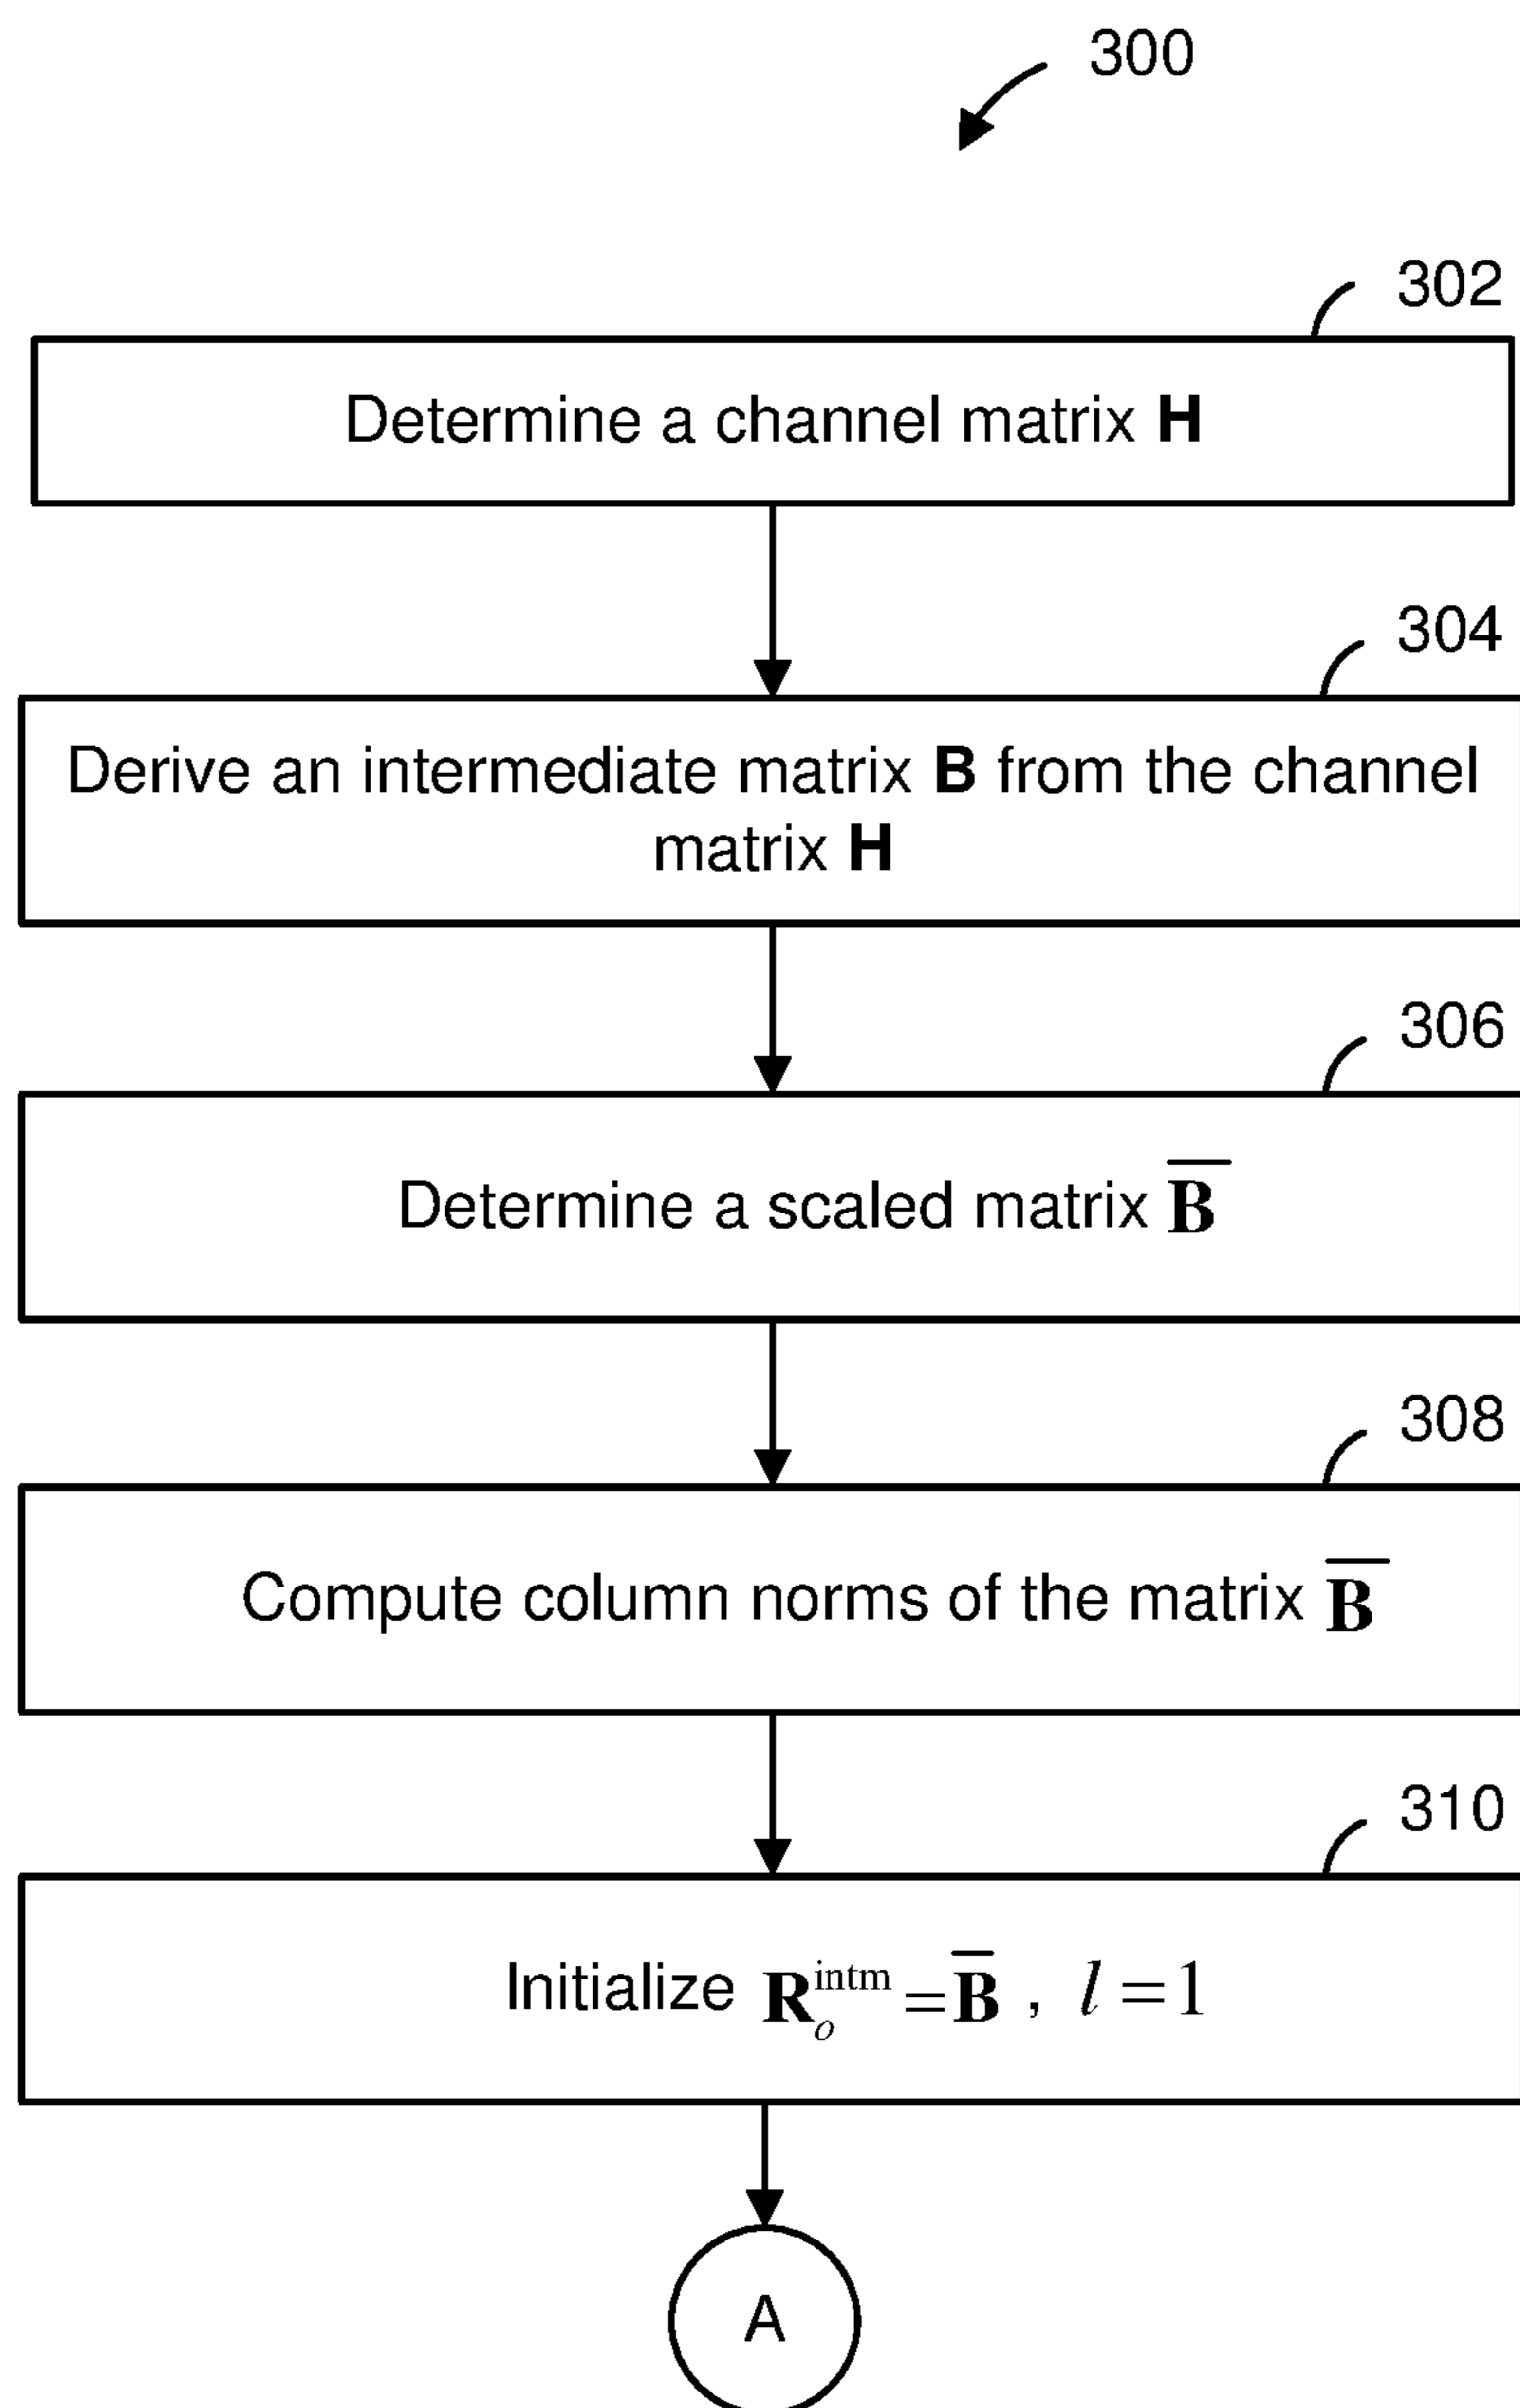 300
302
Determine a channel matrix H
304
Derive an intermediate matrix B from the channel
matrix H
306
Determine a scaled matrix B̅
308
Compute column norms of the matrix B̅
310
Initialize R_o^intm = B̅ , l = 1
A